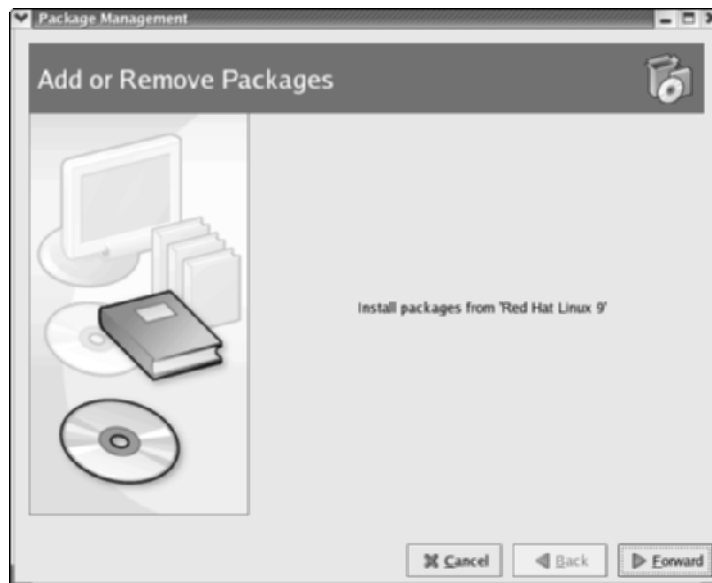 Package Management
Add or Remove Packages
Install packages from 'Red Hat Linux 9'
Cancel
Back
Forward